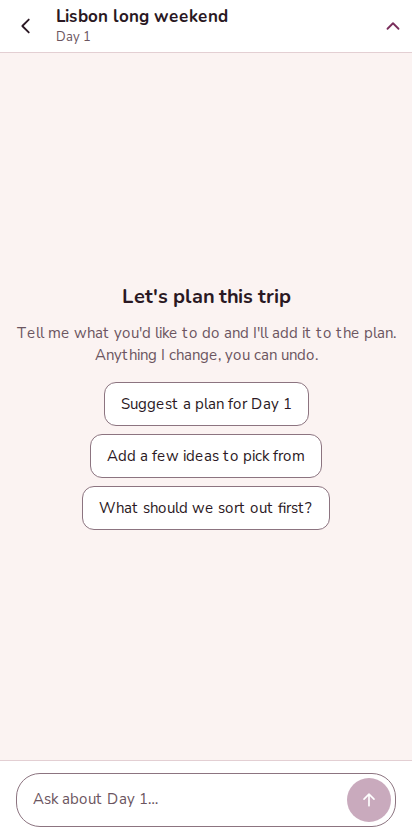 Lisbon long weekend
Day 1
Let's plan this trip
Tell me what you'd like to do and I'll add it to the plan.
Anything I change, you can undo.
Suggest a plan for Day 1
Add a few ideas to pick from
What should we sort out first?
Ask about Day 1...